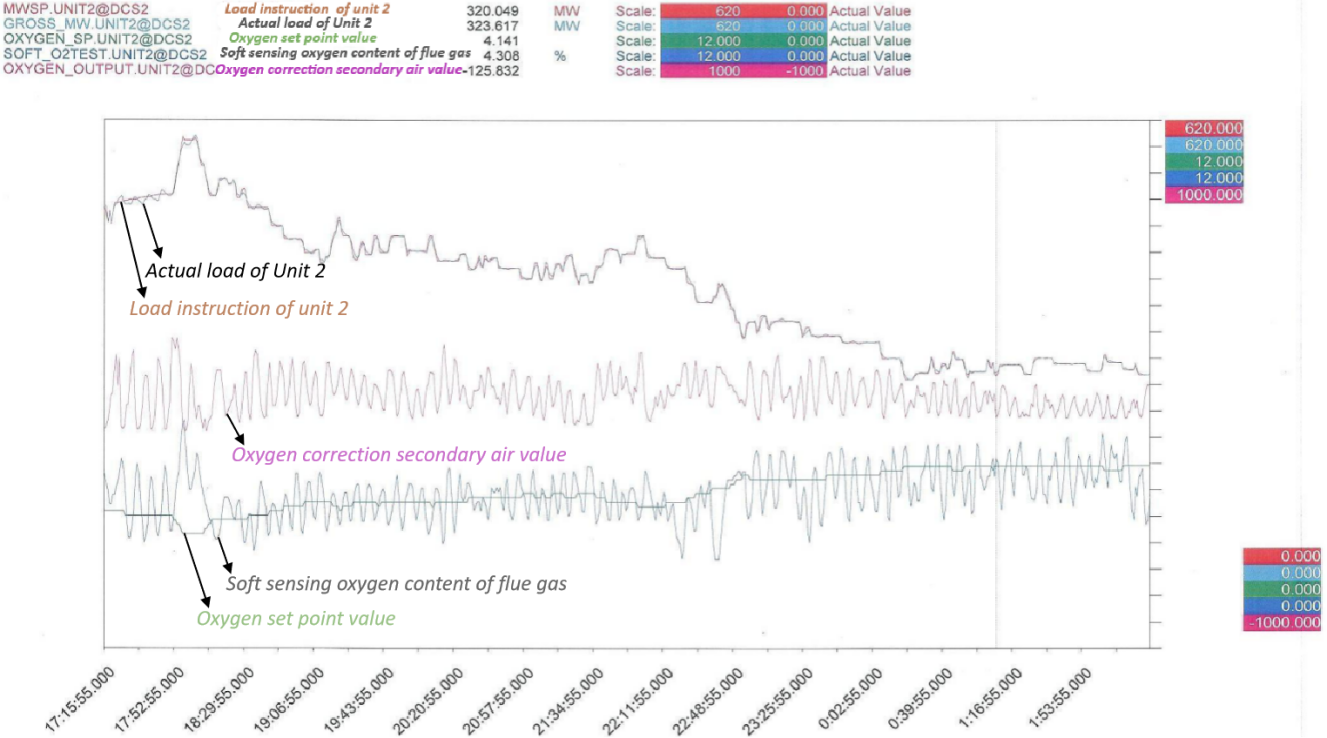 MWSP.UNIT2@DCS2 Load instruction of unit 2 320.049 MW Scale: 620 0.000 Actual Value
GROSS_MW.UNIT2@DCS2 Actual load of Unit 2 323.617 MW Scale: 620 0.000 Actual Value
OXYGEN_SP.UNIT2@DCS2 Oxygen set point value 4.141 Scale: 12.000 0.000 Actual Value
SOFT_O2TEST.UNIT2@DCS2 Soft sensing oxygen content of flue gas 4.308 % Scale: 12.000 0.000 Actual Value
OXYGEN_OUTPUT.UNIT2@DC Oxygen correction secondary air value -125.832 Scale: 1000 -1000 Actual Value
620.000
620.000
12.000
12.000
1000.000
Actual load of Unit 2
Load instruction of unit 2
Oxygen correction secondary air value
Soft sensing oxygen content of flue gas
Oxygen set point value
0.000
0.000
0.000
0.000
-1000.000
17:15:55.000 17:52:55.000 18:29:55.000 19:06:55.000 19:43:55.000 20:20:55.000 20:57:55.000 21:34:55.000 22:11:55.000 22:48:55.000 23:25:55.000 0:02:55.000 0:39:55.000 1:16:55.000 1:53:55.000